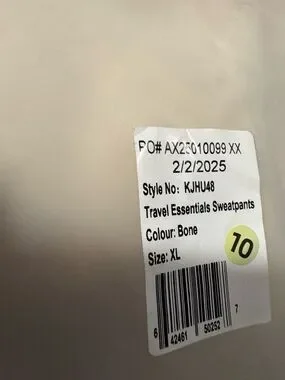 PO# AX25010099 XX
2/2/2025
Style No: KJHU48
Travel Essentials Sweatpants
Colour: Bone
10
Size: XL
6 42461 50352 7